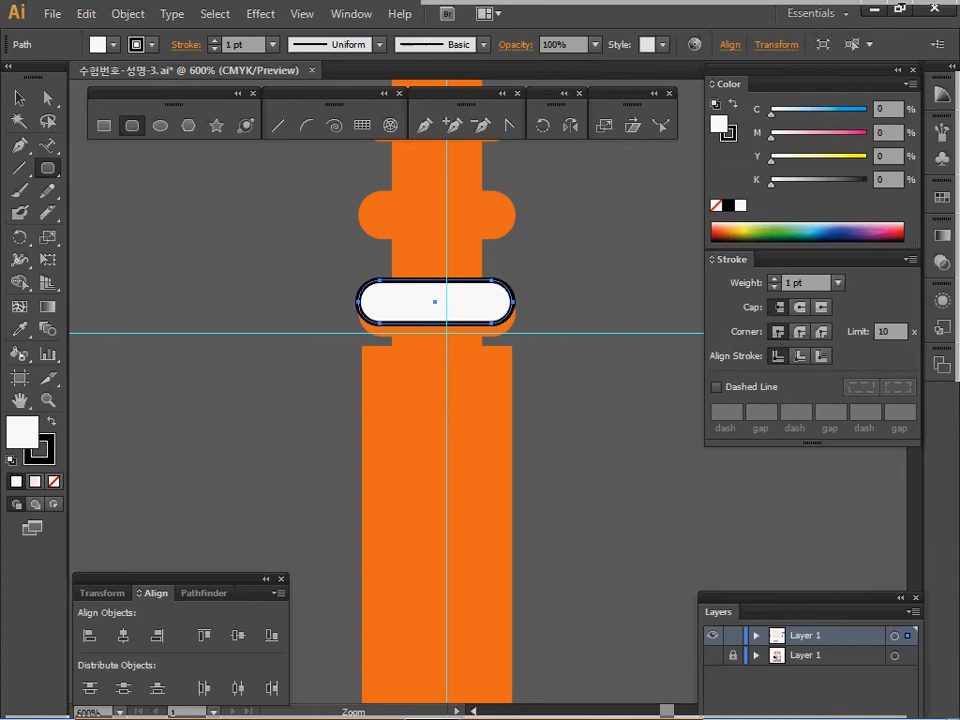 Ai File Edit Object Type Select Effect View Window Help Br Essentials
Path Stroke: 1 pt Uniform Basic Opacity: 100% Style: Align Transform
수험번호-성명-3.ai* @ 600% (CMYK/Preview)
Color
C 0 %
M 0 %
Y 0 %
K 0 %
Stroke
Weight: 1 pt
Cap:
Corner: Limit: 10 x
Align Stroke:
Dashed Line
dash gap dash gap dash gap
Transform Align Pathfinder
Align Objects:
Distribute Objects:
Layers
Layer 1
Layer 1
600% 1 Zoom